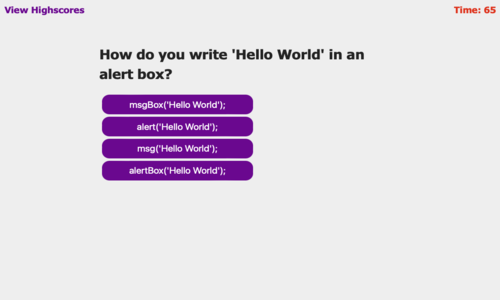 View Highscores
Time: 65
How do you write 'Hello World' in an
alert box?
msgBox('Hello World');
alert('Hello World');
msg('Hello World');
alertBox('Hello World');